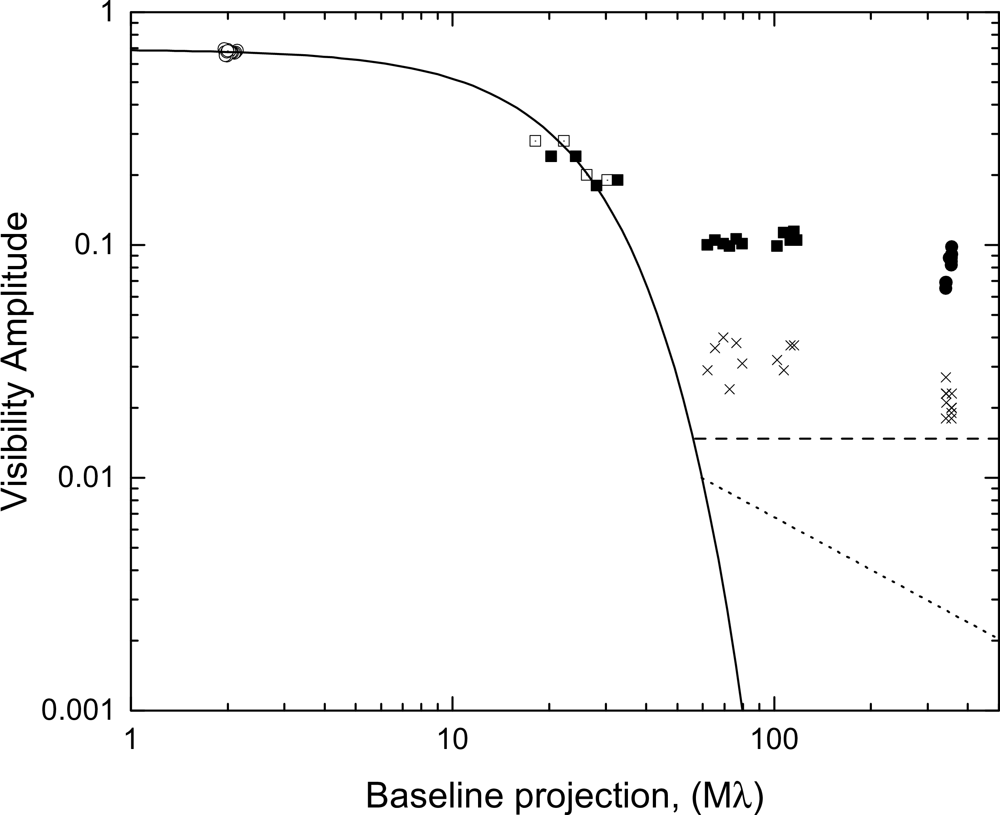 1
0.1
0.01
0.001
Visibility Amplitude
1 10 100
Baseline projection, (Mλ)